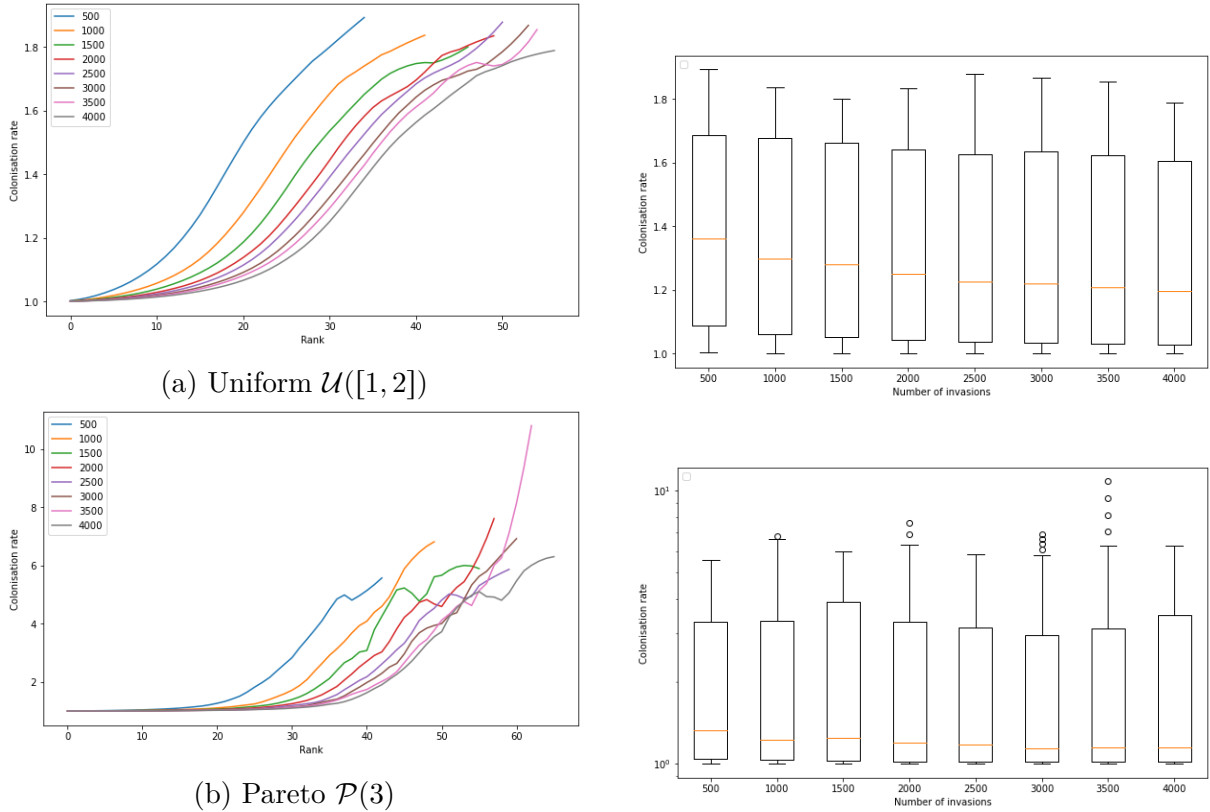 500
1000
1500
2000
2500
3000
3500
4000
1.8
1.6
1.4
1.2
1.0
Colonisation rate
0 10 20 30 40 50
Rank
(a) Uniform 𝒰([1, 2])
1.8
1.6
1.4
1.2
1.0
Colonisation rate
500 1000 1500 2000 2500 3000 3500 4000
Number of invasions
500
1000
1500
2000
2500
3000
3500
4000
10
8
6
4
2
Colonisation rate
0 10 20 30 40 50 60
Rank
(b) Pareto 𝒫(3)
10¹
10⁰
Colonisation rate
500 1000 1500 2000 2500 3000 3500 4000
Number of invasions